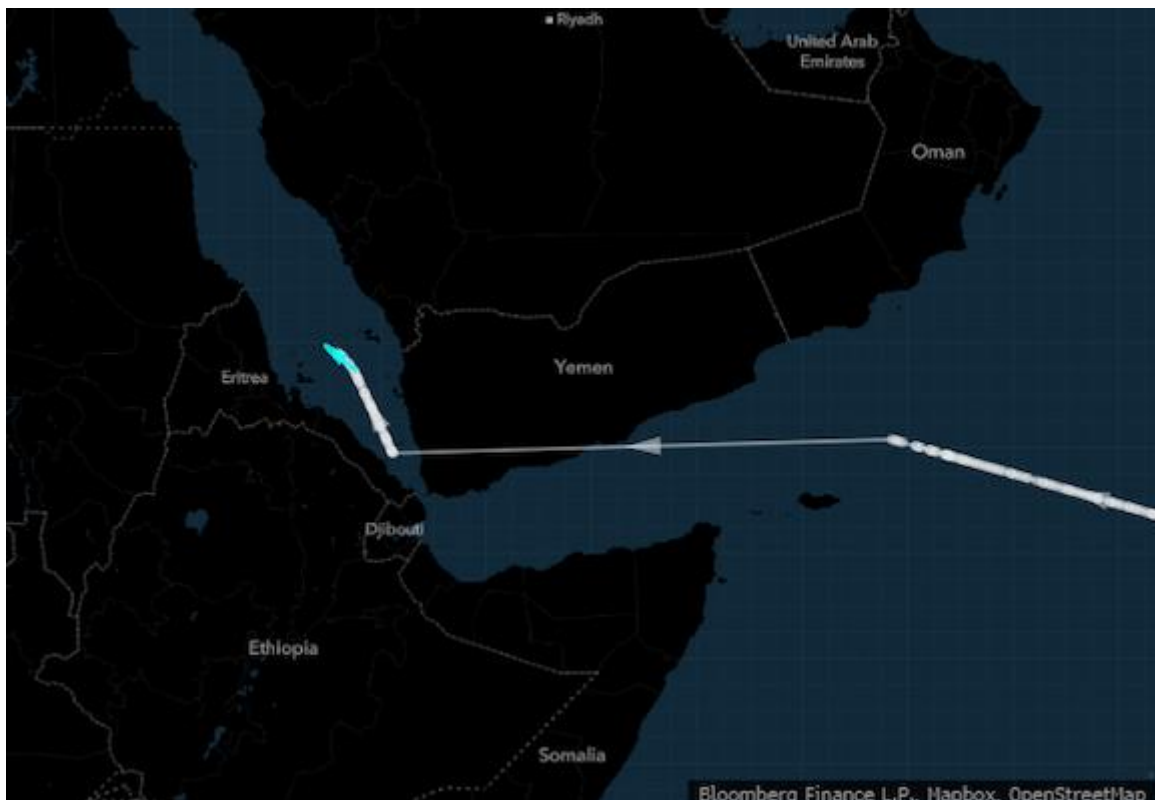 Riyadh
United Arab
Emirates
Oman
Yemen
Eritrea
Djibouti
Ethiopia
Somalia
Bloomberg Finance L.P., Mapbox, OpenStreetMap